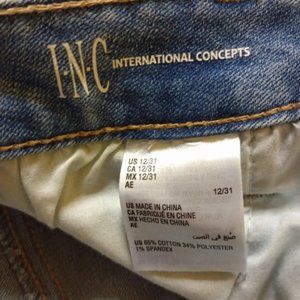 I·N·C INTERNATIONAL CONCEPTS
US 12/31
CA 12/31
MX 12/31
AE
12/31
US MADE IN CHINA
CA FABRIQUÉ EN CHINE
MX HECHO EN CHINA
AE
صنع في الصين
US 65% COTTON 34% POLYESTER
1% SPANDEX